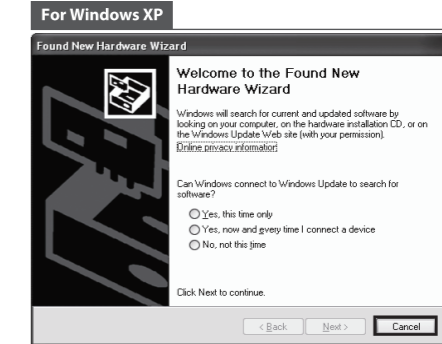 For Windows XP
Found New Hardware Wizard
Welcome to the Found New
Hardware Wizard
Windows will search for current and updated software by
looking on your computer, on the hardware installation CD, or on
the Windows Update Web site (with your permission).
Online privacy information
Can Windows connect to Windows Update to search for
software?
Yes, this time only
Yes, now and every time I connect a device
No, not this time
Click Next to continue.
< Back Next > Cancel